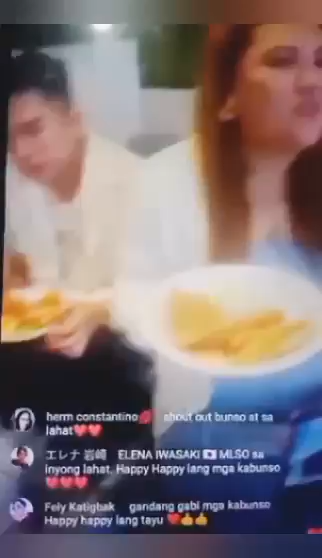 herm constantino💋 shout out bunso at sa
lahat❤️❤️
エレナ 岩崎 ELENA IWASAKI 🇯🇵 MLSO sa
inyong lahat. Happy Happy lang mga kabunso
❤️❤️❤️
Fely Katigbak gandang gabi mga kabunso
Happy happy lang tayu ❤️👍👍